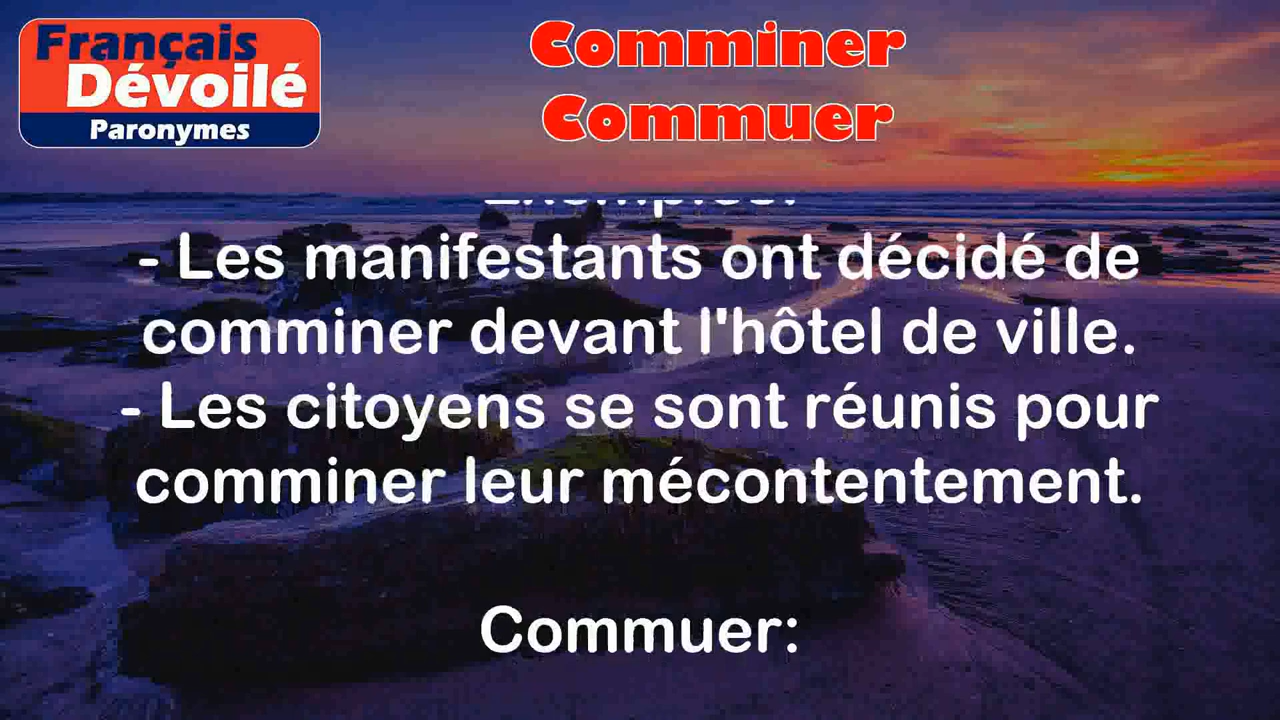 Français
Dévoilé
Paronymes
Comminer
Commuer
- Les manifestants ont décidé de
comminer devant l'hôtel de ville.
- Les citoyens se sont réunis pour
comminer leur mécontentement.
Commuer: